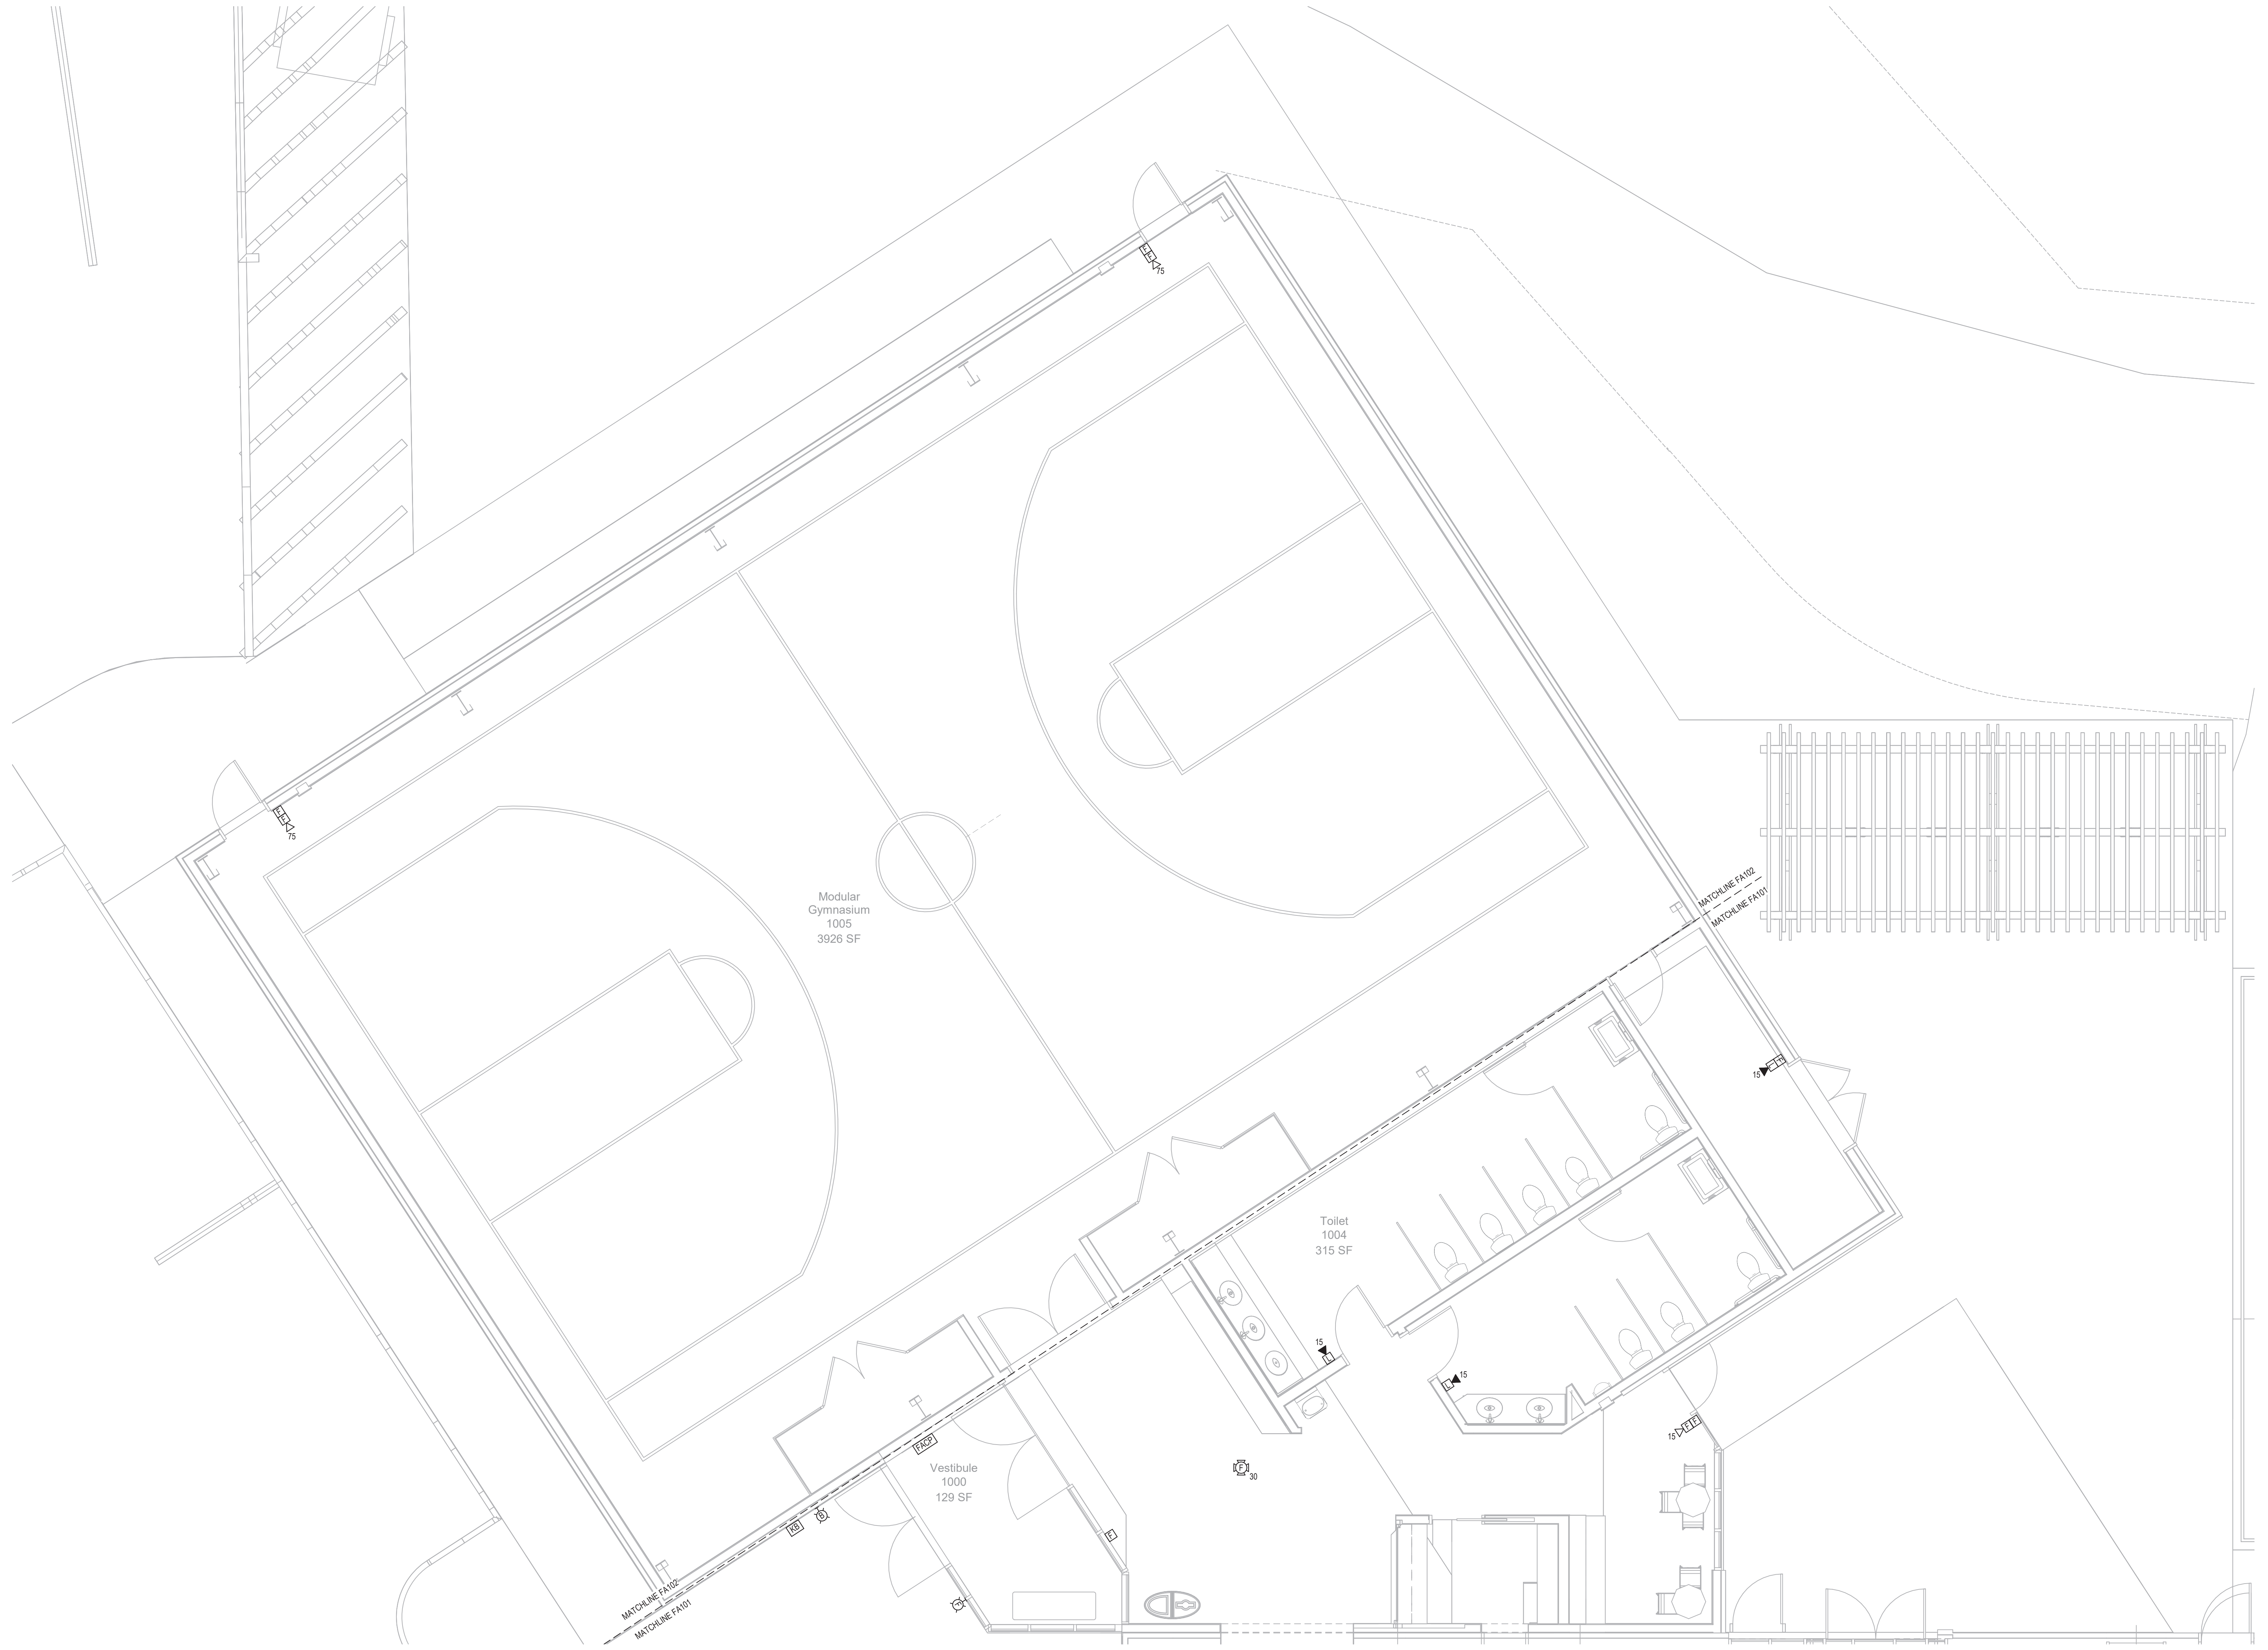 F
F
75
F
F
75
Modular
Gymnasium
1005
3926 SF
MATCHLINE FA102
MATCHLINE FA101
15
Toilet
1004
315 SF
15
L
L
15
15
F
F
FACP
Vestibule
1000
129 SF
F
30
KB
B
F
F
MATCHLINE FA102
MATCHLINE FA101